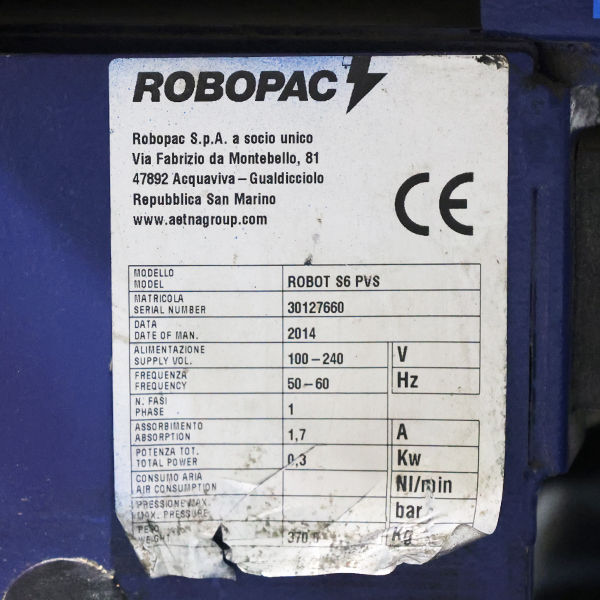 ROBOPAC
Robopac S.p.A. a socio unico
Via Fabrizio da Montebello, 81
47892 Acquaviva – Gualdicciolo
Repubblica San Marino
www.aetnagroup.com
CE
MODELLO
MODEL
ROBOT S6 PVS
MATRICOLA
SERIAL NUMBER
30127660
DATA
DATE OF MAN.
2014
ALIMENTAZIONE
SUPPLY VOL.
100–240 V
FREQUENZA
FREQUENCY
50–60 Hz
N. FASI
PHASE
1
ASSORBIMENTO
ABSORPTION
1,7 A
POTENZA TOT.
TOTAL POWER
0,3 Kw
CONSUMO ARIA
AIR CONSUMPTION
Nl/min
PRESSIONE MAX.
MAX. PRESSURE
bar
PESO
WEIGHT
Kg